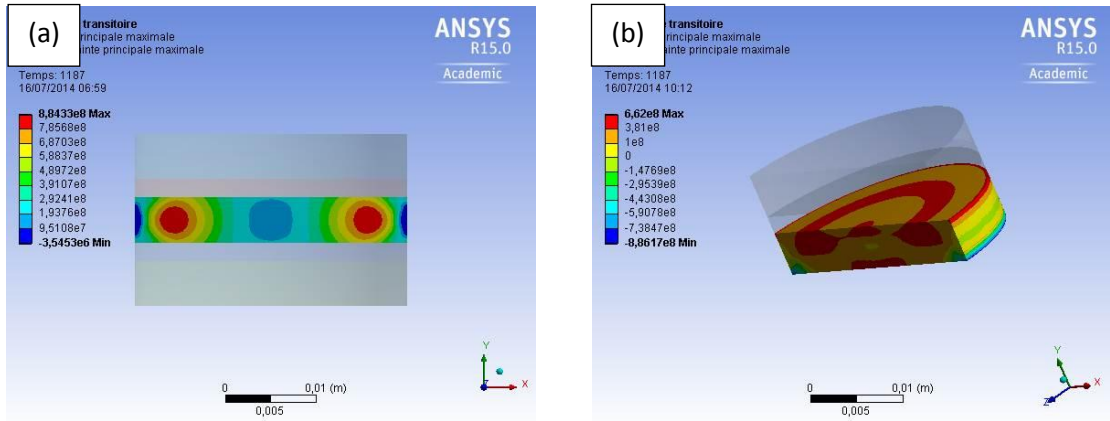 (a)
transitoire
principale maximale
ainte principale maximale
Temps: 1187
16/07/2014 06:59
8,8433e8 Max
7,8568e8
6,8703e8
5,8837e8
4,8972e8
3,9107e8
2,9241e8
1,9376e8
9,5108e7
-3,5453e6 Min
ANSYS
R15.0
Academic
0
0,01 (m)
0,005
Y
Z
X
(b)
transitoire
principale maximale
ainte principale maximale
Temps: 1187
16/07/2014 10:12
6,62e8 Max
3,81e8
1e8
0
-1,4769e8
-2,9539e8
-4,4308e8
-5,9078e8
-7,3847e8
-8,8617e8 Min
ANSYS
R15.0
Academic
0
0,01 (m)
0,005
Y
X
Z